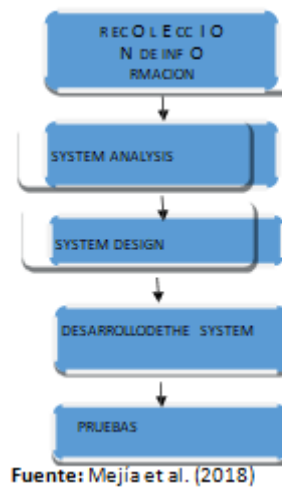 R EC O L E CC I O
N DE INF O
RMACION
SYSTEM ANALYSIS
SYSTEM DESIGN
DESARROLLODETHE SYSTEM
PRUEBAS
Fuente: Mejía et al. (2018)